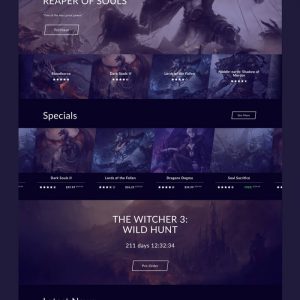 REAPER OF SOULS
Purchase
Bloodborne
Dark Souls II
Lords of the Fallen
Middle-earth: Shadow of
Mordor
Specials
See More
Dark Souls II
Lords of the Fallen
Dragons Dogma
Soul Sacrifice
THE WITCHER 3:
WILD HUNT
211 days 12:32:34
Pre-Order